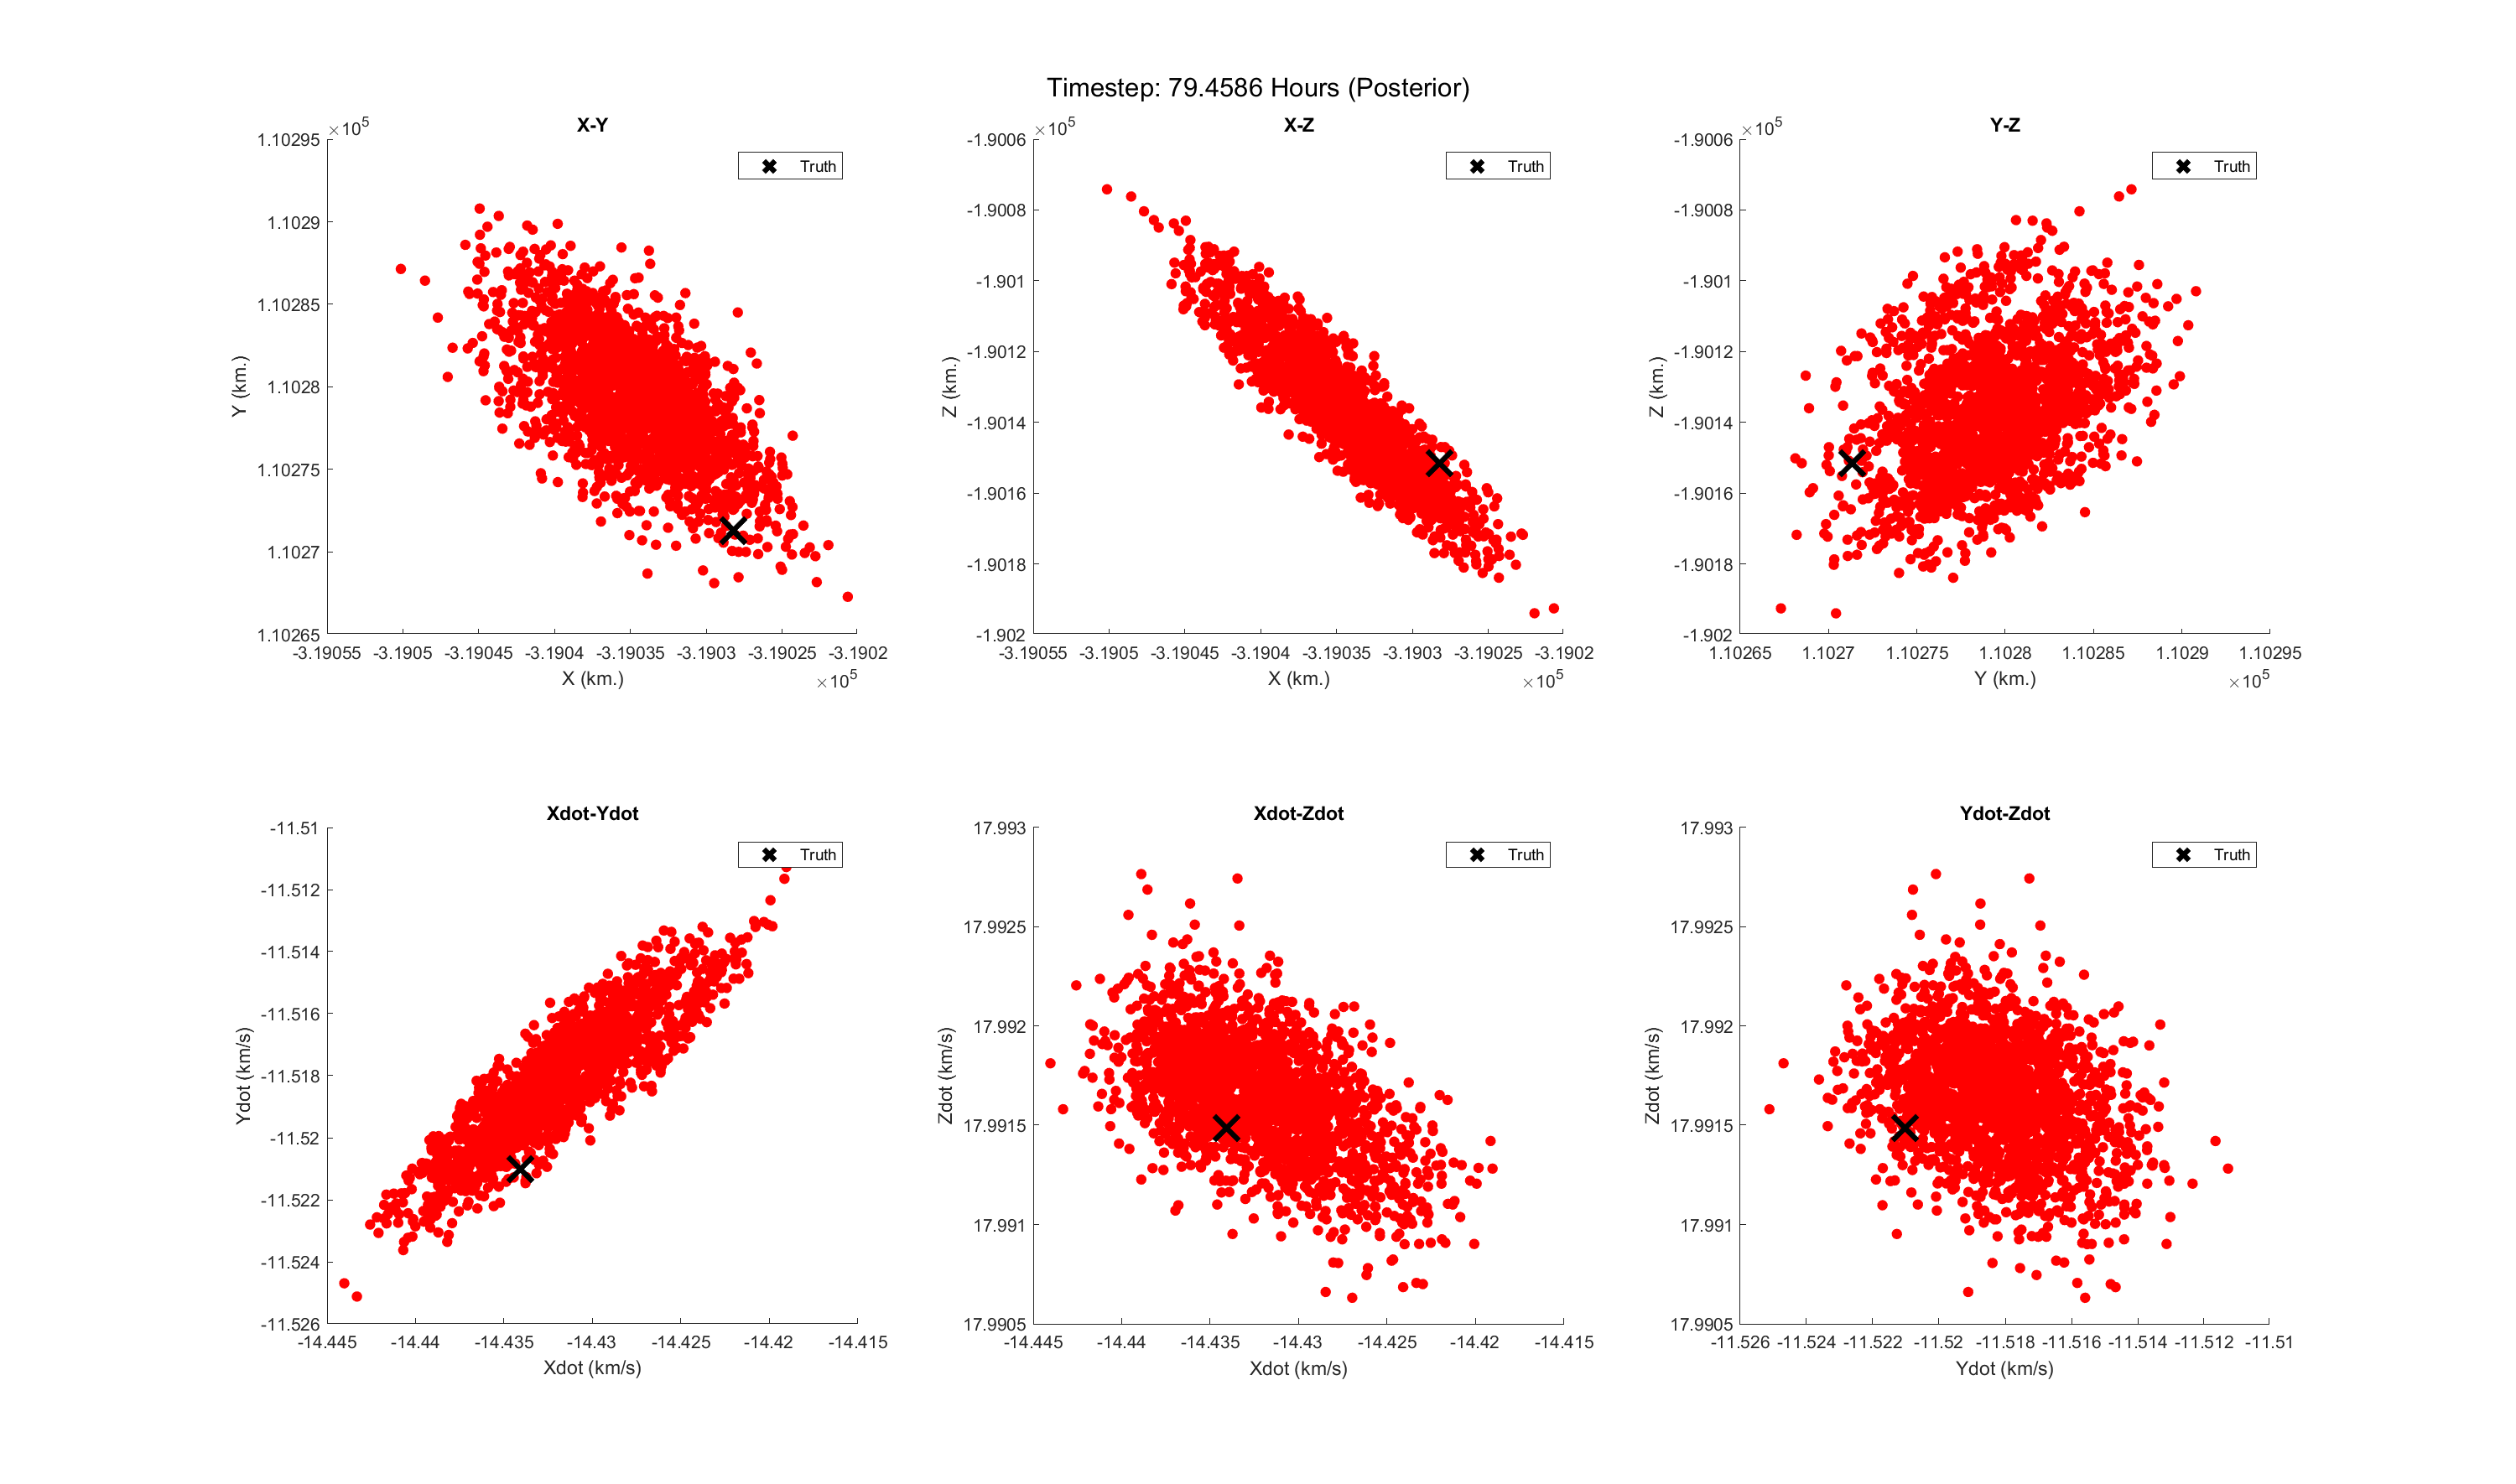 Timestep: 79.4586 Hours (Posterior)
X-Y
×10^5
Truth
1.10295
1.1029
1.10285
1.1028
1.10275
1.1027
1.10265
Y (km.)
-3.19055 -3.1905 -3.19045 -3.1904 -3.19035 -3.1903 -3.19025 -3.1902
X (km.)
×10^5
X-Z
×10^5
Truth
-1.9006
-1.9008
-1.901
-1.9012
-1.9014
-1.9016
-1.9018
-1.902
Z (km.)
-3.19055 -3.1905 -3.19045 -3.1904 -3.19035 -3.1903 -3.19025 -3.1902
X (km.)
×10^5
Y-Z
×10^5
Truth
-1.9006
-1.9008
-1.901
-1.9012
-1.9014
-1.9016
-1.9018
-1.902
Z (km.)
1.10265 1.1027 1.10275 1.1028 1.10285 1.1029 1.10295
Y (km.)
×10^5
Xdot-Ydot
Truth
-11.51
-11.512
-11.514
-11.516
-11.518
-11.52
-11.522
-11.524
-11.526
Ydot (km/s)
-14.445 -14.44 -14.435 -14.43 -14.425 -14.42 -14.415
Xdot (km/s)
Xdot-Zdot
Truth
17.993
17.9925
17.992
17.9915
17.991
17.9905
Zdot (km/s)
-14.445 -14.44 -14.435 -14.43 -14.425 -14.42 -14.415
Xdot (km/s)
Ydot-Zdot
Truth
17.993
17.9925
17.992
17.9915
17.991
17.9905
Zdot (km/s)
-11.526 -11.524 -11.522 -11.52 -11.518 -11.516 -11.514 -11.512 -11.51
Ydot (km/s)